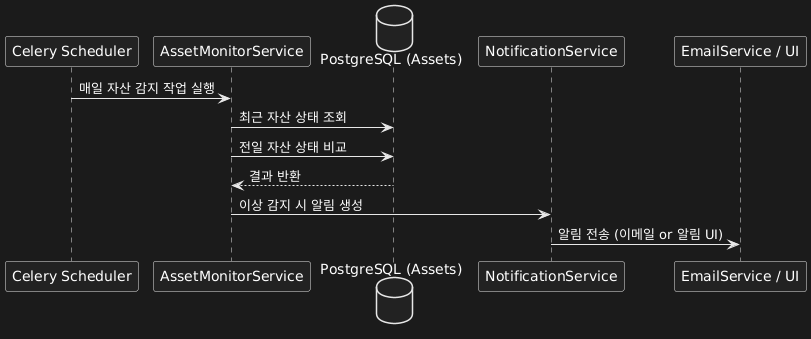 Celery Scheduler
AssetMonitorService
PostgreSQL (Assets)
NotificationService
EmailService / UI
매일 자산 감지 작업 실행
최근 자산 상태 조회
전일 자산 상태 비교
결과 반환
이상 감지 시 알림 생성
알림 전송 (이메일 or 알림 UI)
Celery Scheduler
AssetMonitorService
PostgreSQL (Assets)
NotificationService
EmailService / UI